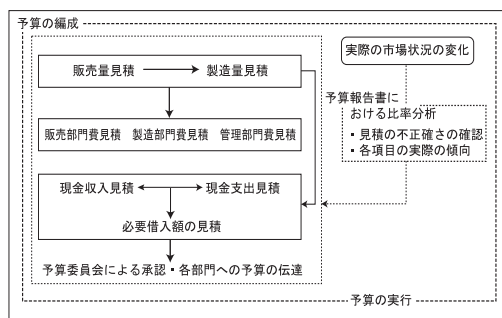 予算の編成
販売量見積 製造量見積
販売部門費見積 製造部門費見積 管理部門費見積
現金収入見積 現金支出見積
必要借入額の見積
予算委員会による承認・各部門への予算の伝達
実際の市場状況の変化
予算報告書に
おける比率分析
・見積の不正確さの確認
・各項目の実際の傾向
予算の実行